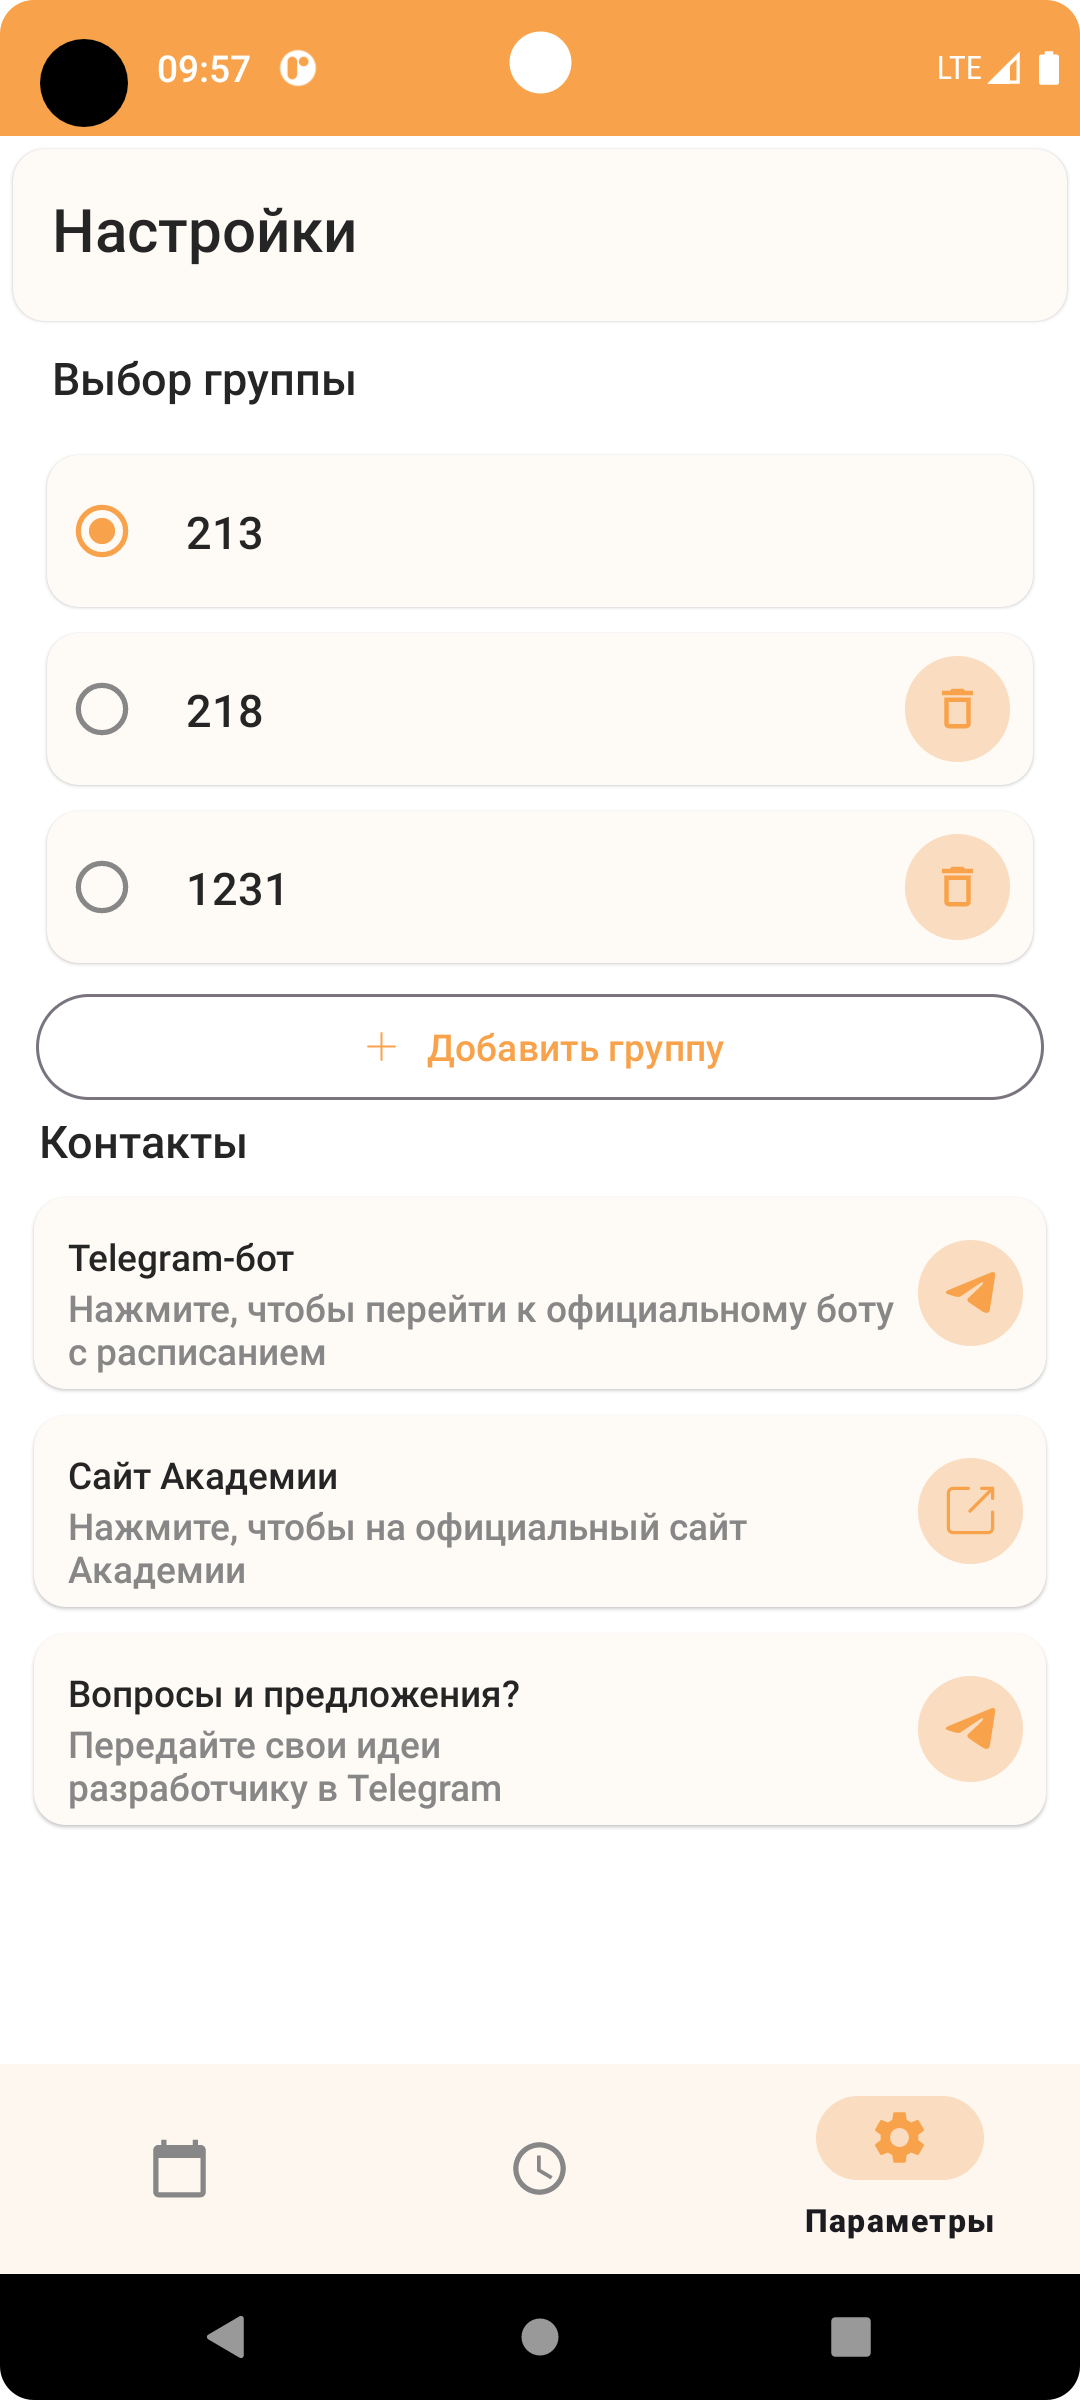 09:57
LTE
Настройки
Выбор группы
213
218
1231
Добавить группу
Контакты
Telegram-бот
Нажмите, чтобы перейти к официальному боту
с расписанием
Сайт Академии
Нажмите, чтобы на официальный сайт
Академии
Вопросы и предложения?
Передайте свои идеи
разработчику в Telegram
Параметры